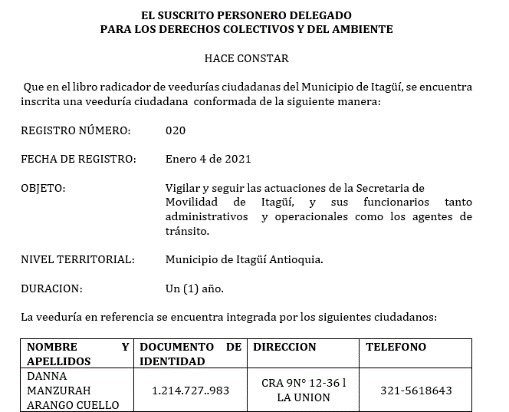 EL SUSCRITO PERSONERO DELEGADO
PARA LOS DERECHOS COLECTIVOS Y DEL AMBIENTE
HACE CONSTAR
Que en el libro radicador de veedurías ciudadanas del Municipio de Itagüí, se encuentra
inscrita una veeduría ciudadana conformada de la siguiente manera:
REGISTRO NÚMERO: 020
FECHA DE REGISTRO: Enero 4 de 2021
OBJETO: Vigilar y seguir las actuaciones de la Secretaria de
Movilidad de Itagüí, y sus funcionarios tanto
administrativos y operacionales como los agentes de
tránsito.
NIVEL TERRITORIAL: Municipio de Itagüí Antioquia.
DURACION: Un (1) año.
La veeduría en referencia se encuentra integrada por los siguientes ciudadanos:
NOMBRE Y DOCUMENTO DE DIRECCION TELEFONO
APELLIDOS IDENTIDAD
DANNA
MANZURAH 1.214.727..983 CRA 9N° 12-36 l 321-5618643
ARANGO CUELLO LA UNION